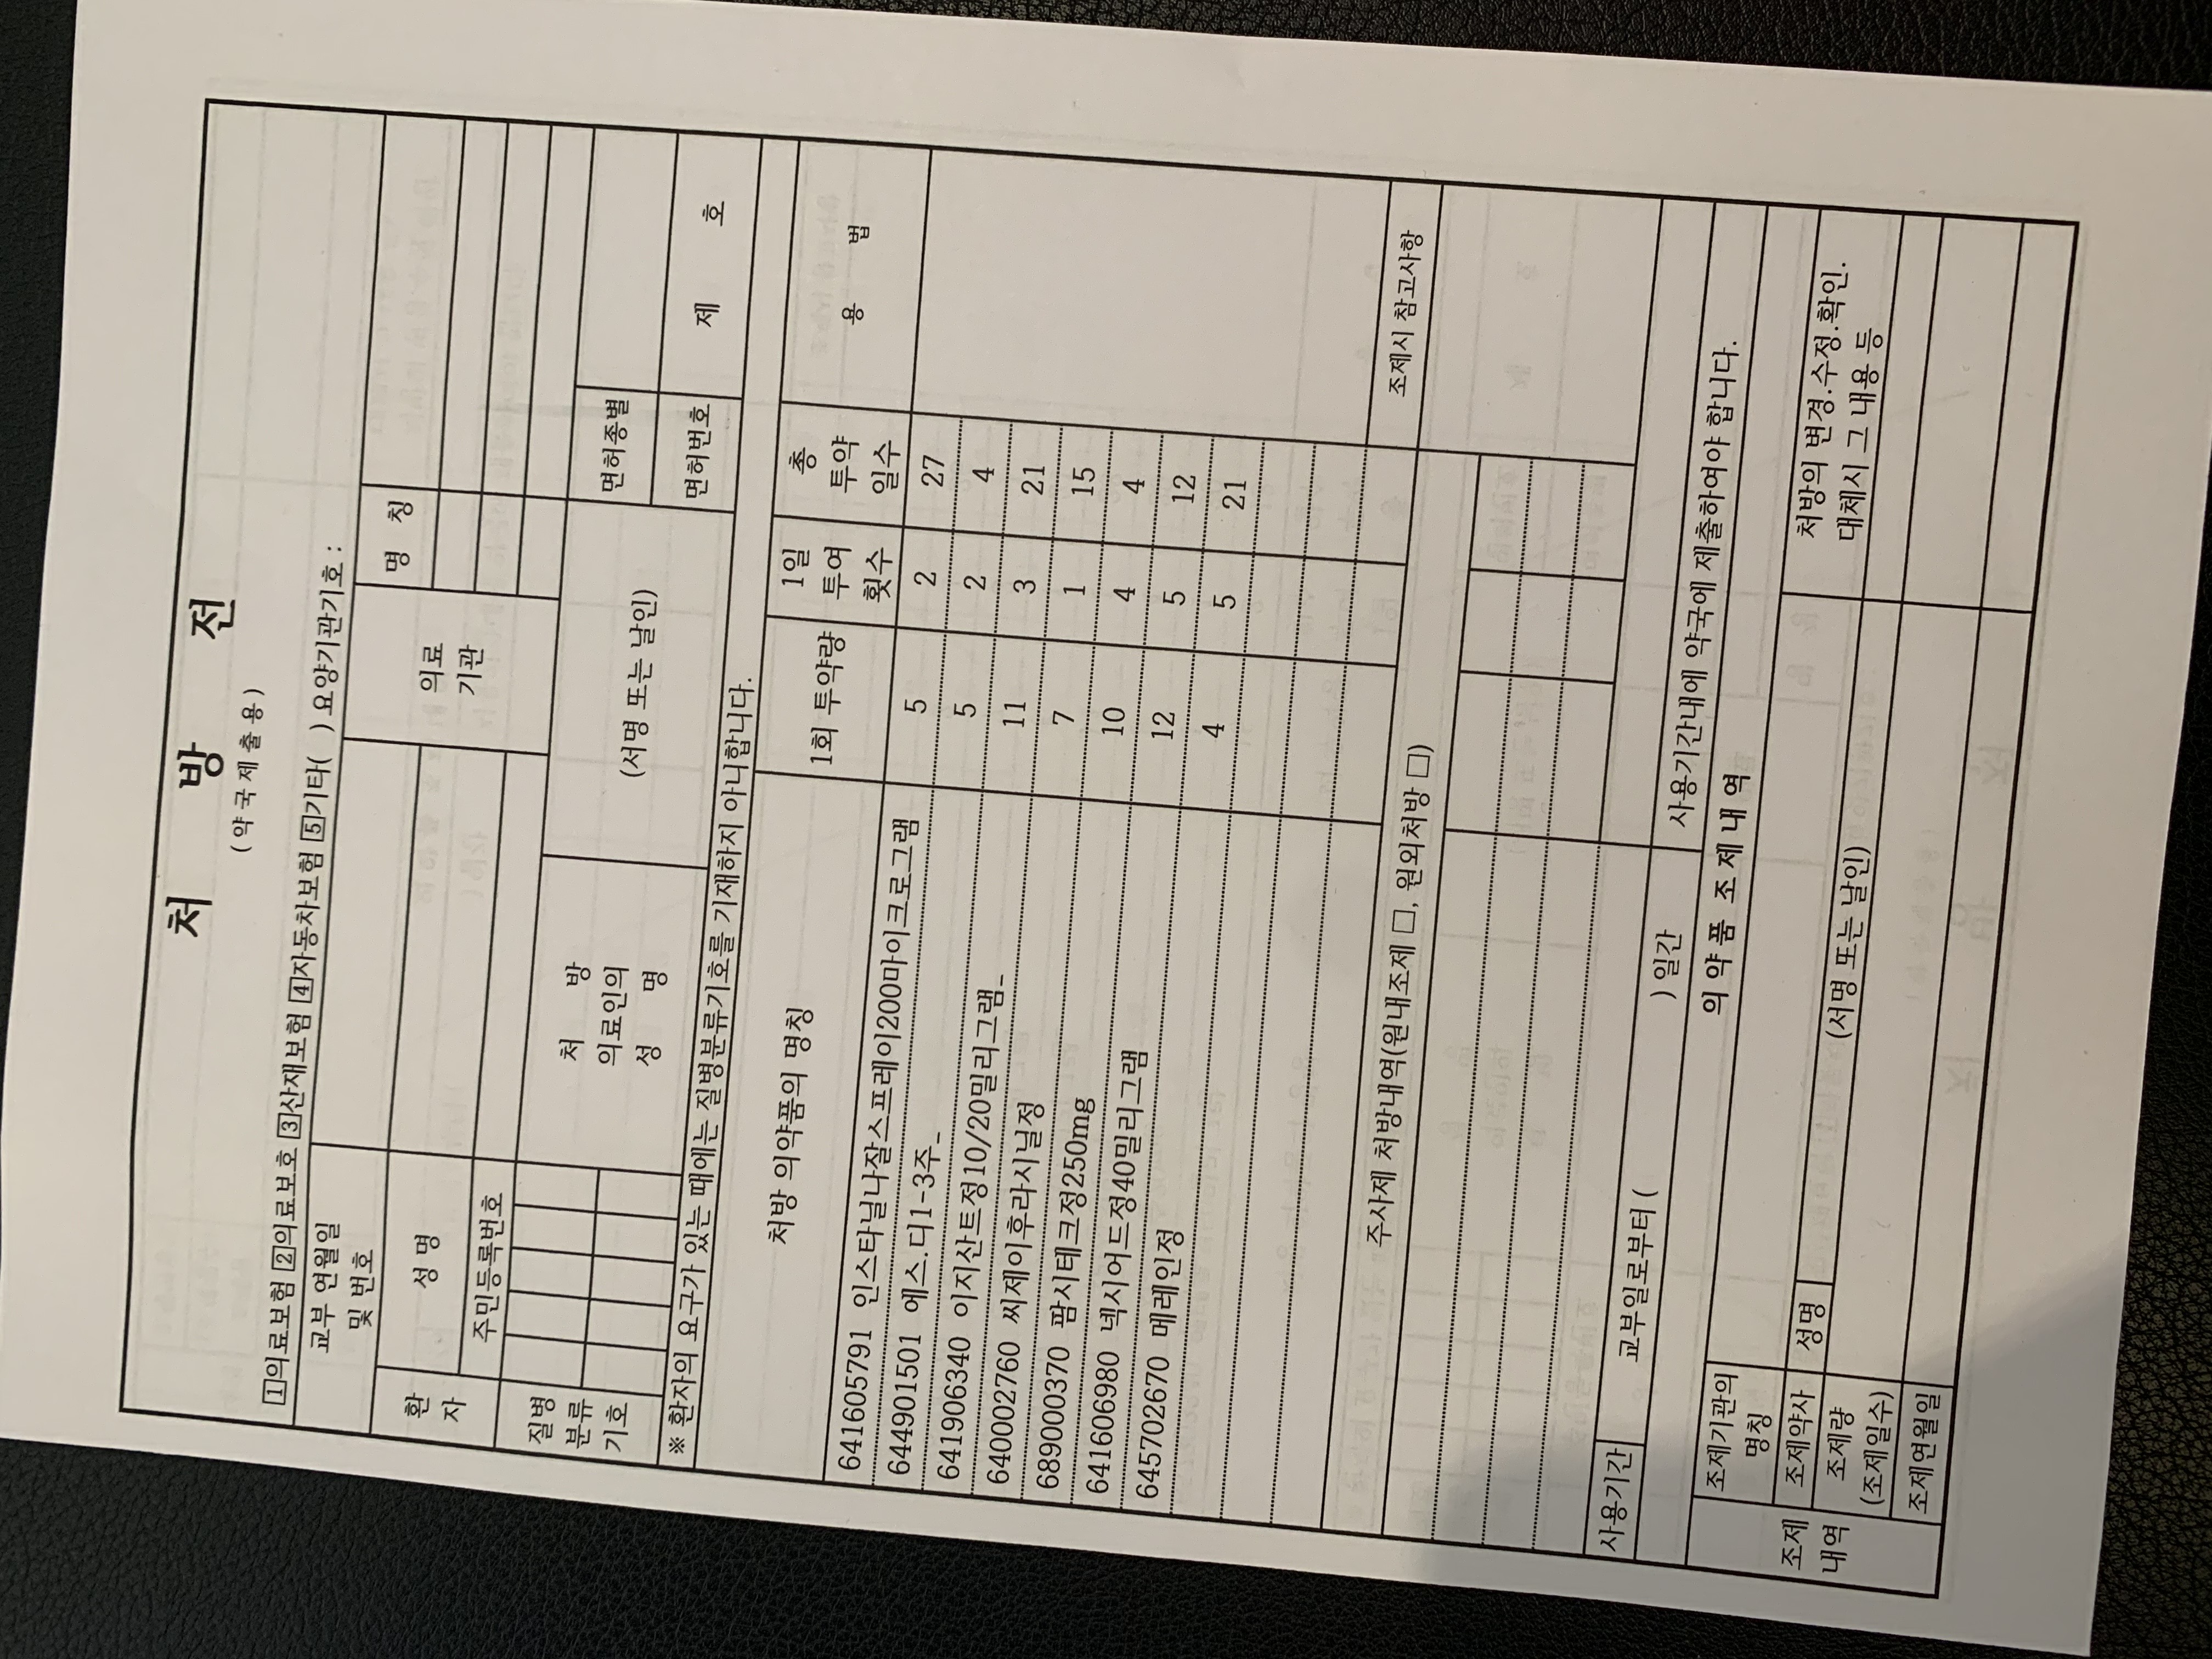 처 방 전
(약국제출용)
1의료보험 2의료보호 3산재보험 4자동차보험 5기타( ) 요양기관기호 :
교부 연월일
및 번호
의료
기관
명 칭
환
자
성 명
주민등록번호
질병
분류
기호
처 방
의료인의
성 명
(서명 또는 날인)
면허종별
면허번호
제 호
※ 환자의 요구가 있는 때에는 질병분류기호를 기재하지 아니합니다.
처방 의약품의 명칭
1회 투약량
1일
투여
횟수
총
투약
일수
용 법
641605791 인스타닐나잘스프레이200마이크로그램 5 2 27
644901501 에스.디1-3주_ 5 2 4
641906340 이지산트정10/20밀리그램_ 11 3 21
640002760 씨제이후라시닐정 7 1 15
689000370 팜시테크정250mg 10 4 4
641606980 넥시어드정40밀리그램 12 5 12
645702670 메레인정 4 5 21
주사제 처방내역(원내조제 □, 원외처방 □)
조제시 참고사항
사용기간
교부일로부터 ( ) 일간
사용기간내에 약국에 제출하여야 합니다.
의약품 조제내역
조제
내역
조제기관의
명칭
조제약사
성명
(서명 또는 날인)
조제량
(조제일수)
조제연월일
처방의 변경.수정.확인.
대체시 그 내용 등